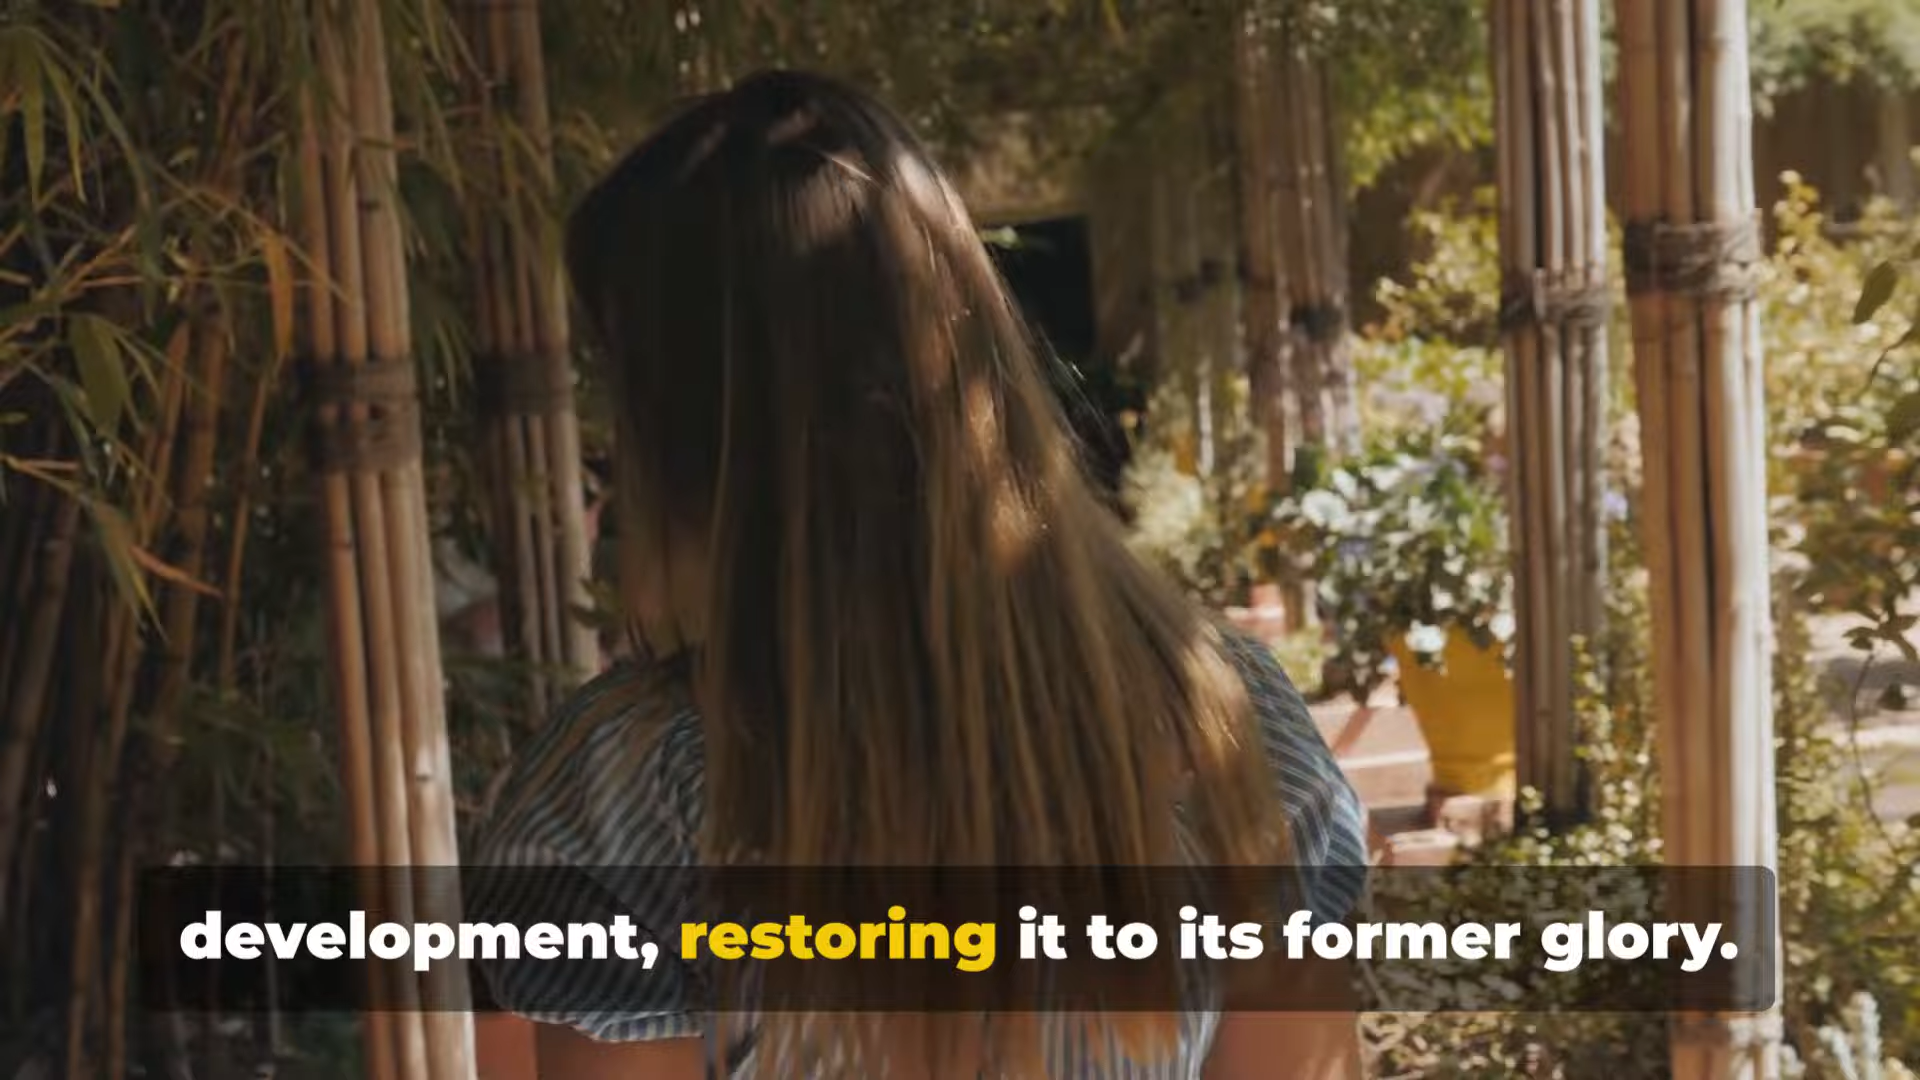 development, restoring it to its former glory.